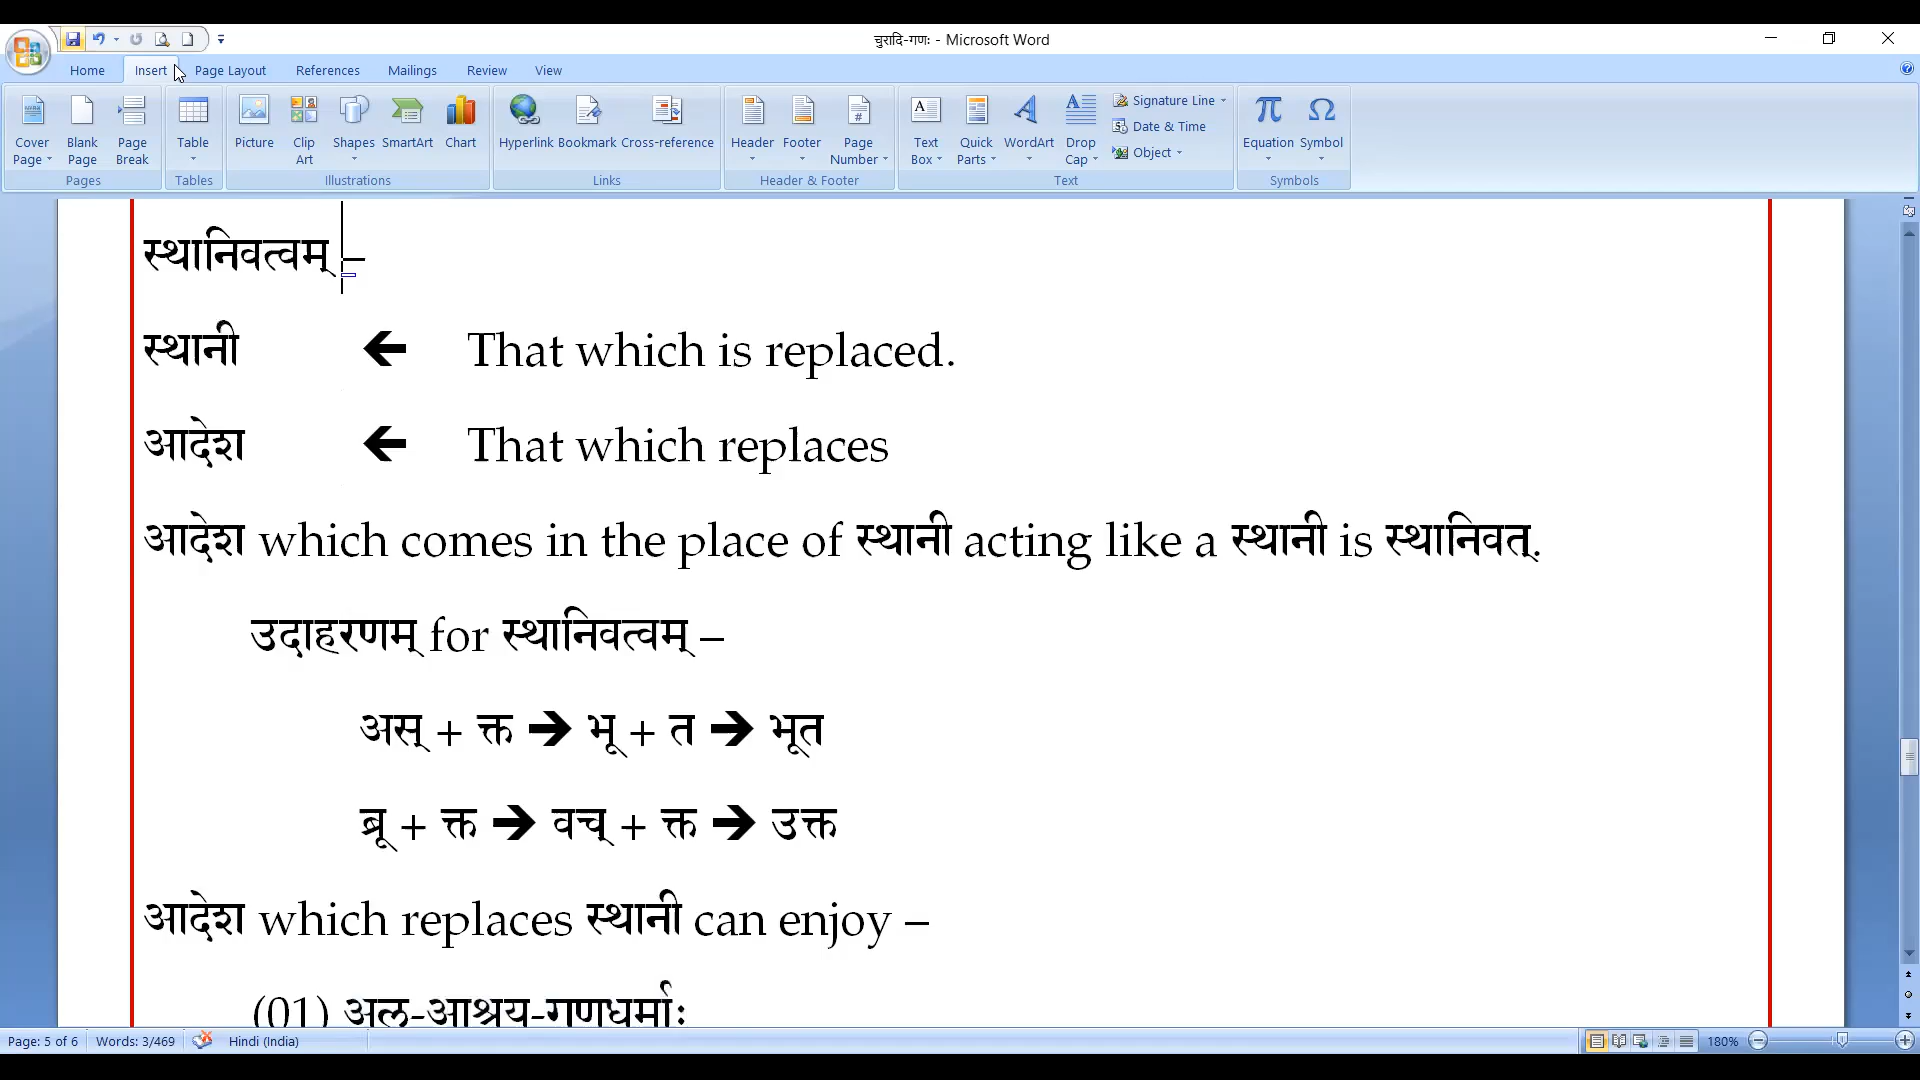 चुरादि-गणः - Microsoft Word
Home Insert Page Layout References Mailings Review View
Cover Page Blank Page Page Break Table Picture Clip Art Shapes SmartArt Chart Hyperlink Bookmark Cross-reference Header Footer Page Number Text Box Quick Parts WordArt Drop Cap Signature Line Date & Time Object Equation Symbol
Pages Tables Illustrations Links Header & Footer Text Symbols
स्थानिवत्वम् –
स्थानी 🡰 That which is replaced.
आदेश 🡰 That which replaces
आदेश which comes in the place of स्थानी acting like a स्थानी is स्थानिवत्.
उदाहरणम् for स्थानिवत्वम् –
अस् + क्त 🡲 भू + त 🡲 भूत
ब्रू + क्त 🡲 वच् + क्त 🡲 उक्त
आदेश which replaces स्थानी can enjoy –
(01) अल-आश्रय-गुणधर्माः
Page: 5 of 6 Words: 3/469 Hindi (India) 180%